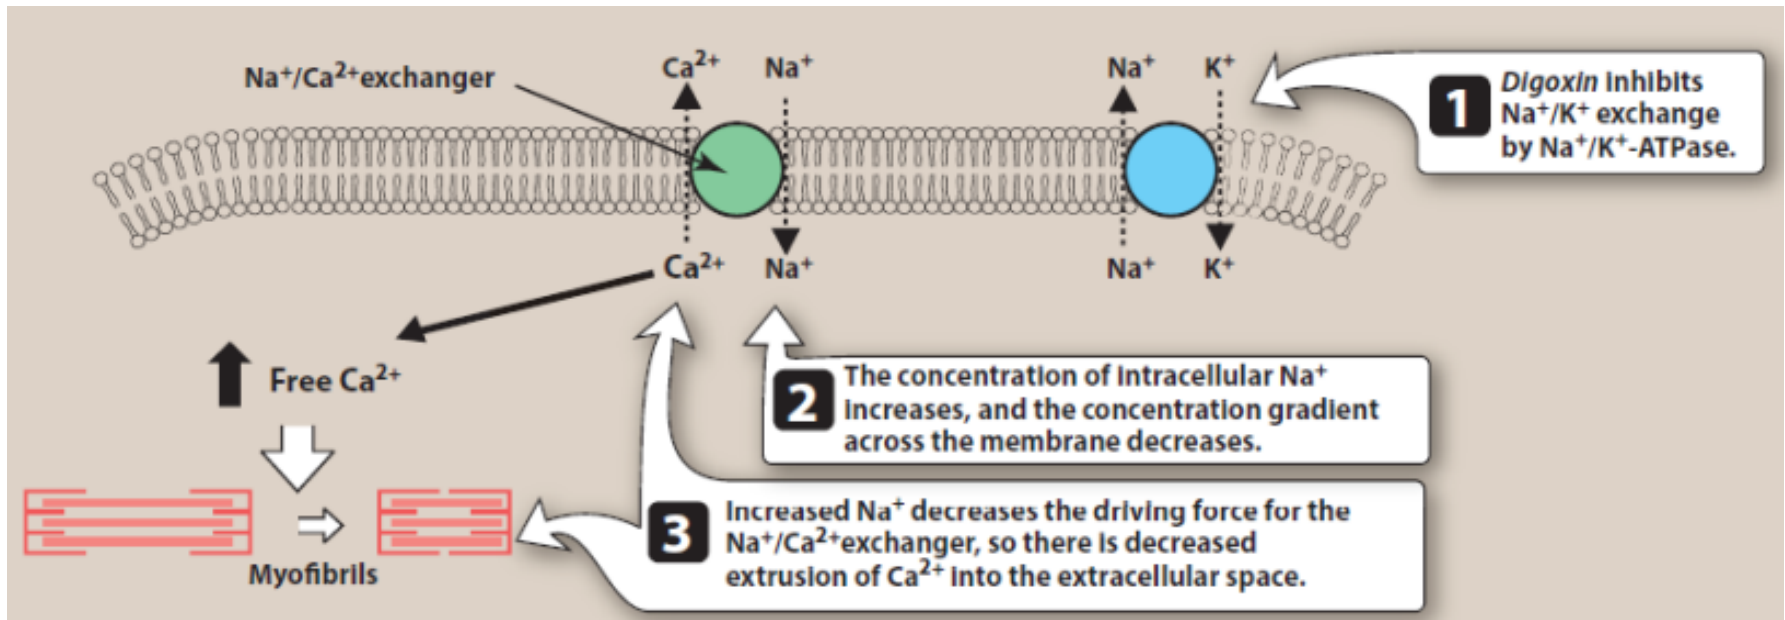 Na⁺/Ca²⁺exchanger
Ca²⁺ Na⁺
Na⁺ K⁺
1
Digoxin inhibits
Na⁺/K⁺ exchange
by Na⁺/K⁺-ATPase.
Ca²⁺ Na⁺
Na⁺ K⁺
Free Ca²⁺
2
The concentration of intracellular Na⁺
increases, and the concentration gradient
across the membrane decreases.
3
Increased Na⁺ decreases the driving force for the
Na⁺/Ca²⁺exchanger, so there is decreased
extrusion of Ca²⁺ into the extracellular space.
Myofibrils